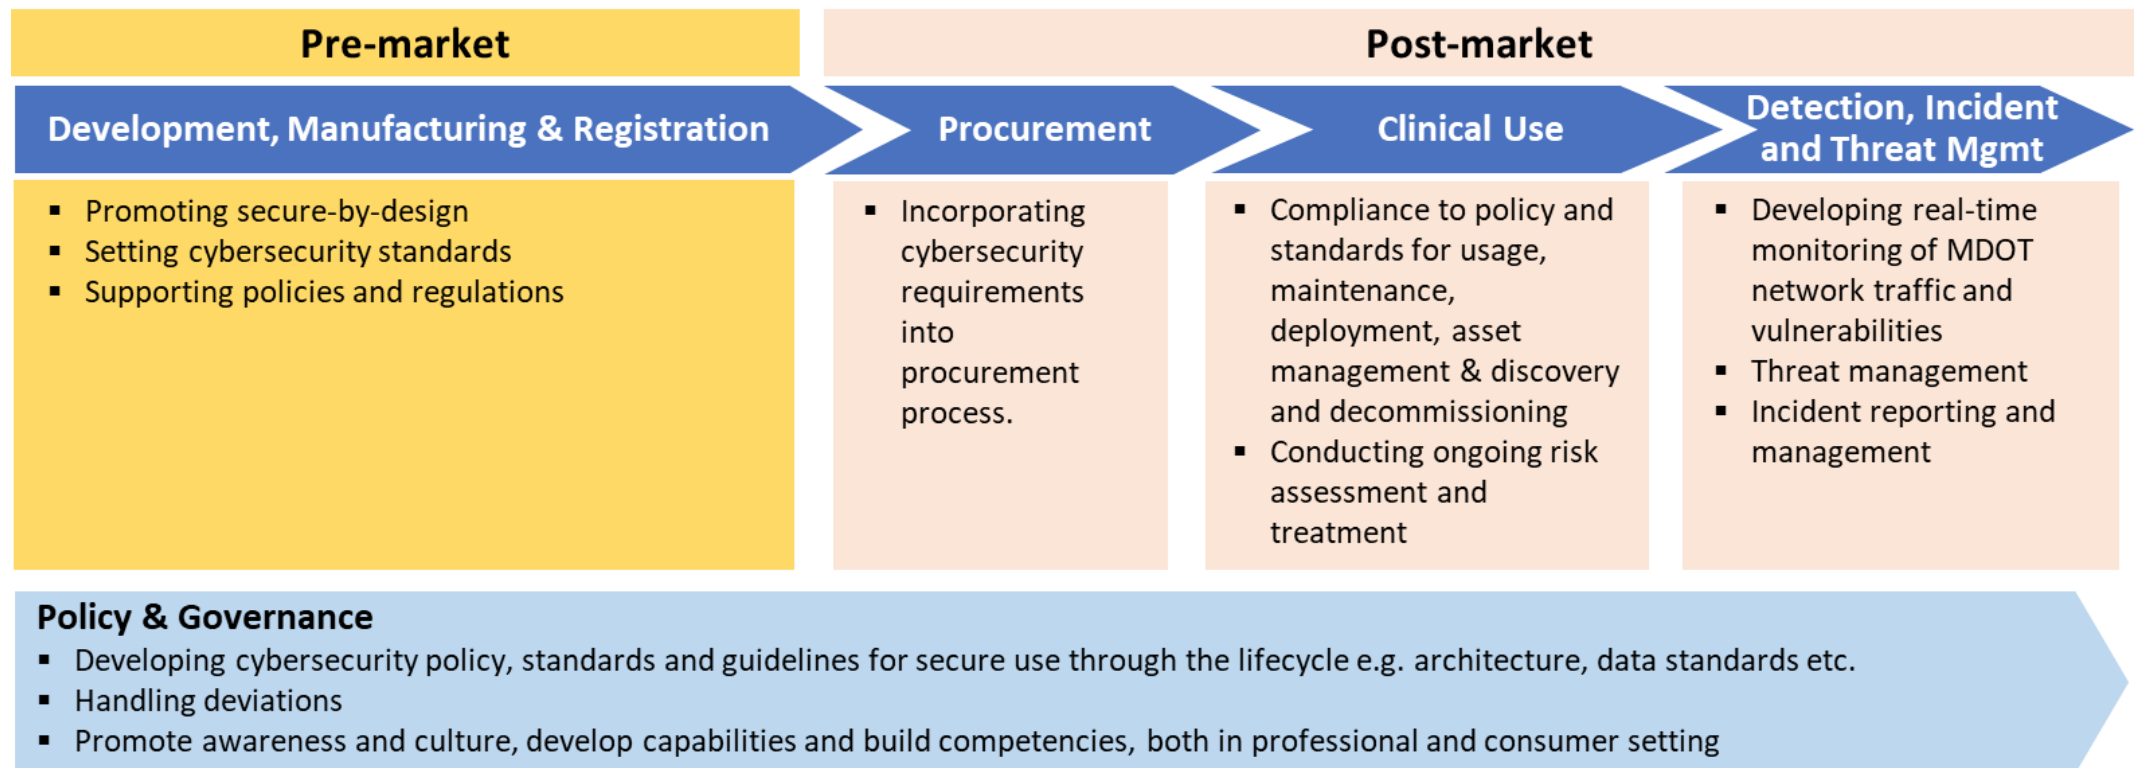 Pre-market
Post-market
Development, Manufacturing & Registration
Procurement
Clinical Use
Detection, Incident
and Threat Mgmt
▪ Promoting secure-by-design
▪ Setting cybersecurity standards
▪ Supporting policies and regulations
▪ Incorporating
cybersecurity
requirements
into
procurement
process.
▪ Compliance to policy and
standards for usage,
maintenance,
deployment, asset
management & discovery
and decommissioning
▪ Conducting ongoing risk
assessment and
treatment
▪ Developing real-time
monitoring of MDOT
network traffic and
vulnerabilities
▪ Threat management
▪ Incident reporting and
management
Policy & Governance
▪ Developing cybersecurity policy, standards and guidelines for secure use through the lifecycle e.g. architecture, data standards etc.
▪ Handling deviations
▪ Promote awareness and culture, develop capabilities and build competencies, both in professional and consumer setting